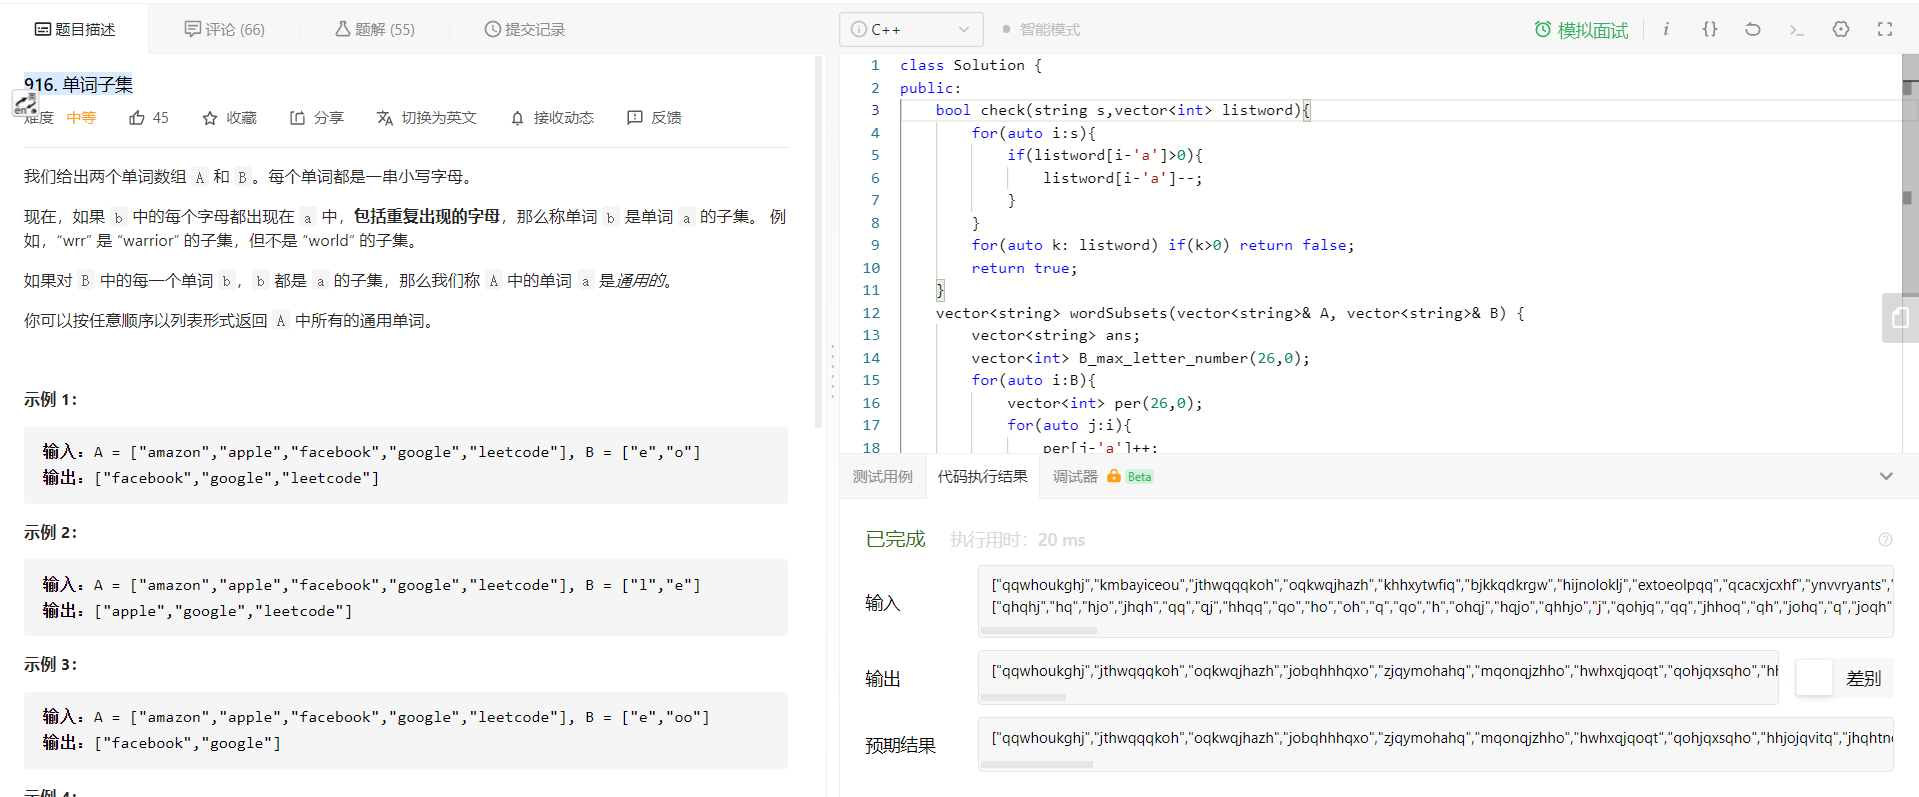 题目描述
评论 (66)
题解 (55)
提交记录
916. 单词子集
难度 中等 45 收藏 分享 切换为英文 接收动态 反馈
我们给出两个单词数组 A 和 B 。每个单词都是一串小写字母。
现在，如果 b 中的每个字母都出现在 a 中，包括重复出现的字母，那么称单词 b 是单词 a 的子集。 例
如，“wrr” 是 “warrior” 的子集，但不是 “world” 的子集。
如果对 B 中的每一个单词 b ，b 都是 a 的子集，那么我们称 A 中的单词 a 是通用的。
你可以按任意顺序以列表形式返回 A 中所有的通用单词。
示例 1：
输入：A = ["amazon","apple","facebook","google","leetcode"], B = ["e","o"]
输出：["facebook","google","leetcode"]
示例 2：
输入：A = ["amazon","apple","facebook","google","leetcode"], B = ["l","e"]
输出：["apple","google","leetcode"]
示例 3：
输入：A = ["amazon","apple","facebook","google","leetcode"], B = ["e","oo"]
输出：["facebook","google"]
示例 4：
C++
智能模式
模拟面试
1 class Solution {
2 public:
3 bool check(string s,vector<int> listword){
4 for(auto i:s){
5 if(listword[i-'a']>0){
6 listword[i-'a']--;
7 }
8 }
9 for(auto k: listword) if(k>0) return false;
10 return true;
11 }
12 vector<string> wordSubsets(vector<string>& A, vector<string>& B) {
13 vector<string> ans;
14 vector<int> B_max_letter_number(26,0);
15 for(auto i:B){
16 vector<int> per(26,0);
17 for(auto j:i){
18 per[j-'a']++;
测试用例 代码执行结果 调试器 Beta
已完成 执行用时：20 ms
输入
["qqwhoukghj","kmbayiceou","jthwqqqkoh","oqkwqjhazh","khhxytwfiq","bjkkqdkrgw","hijnoloklj","extoeolpqq","qcacxjcxhf","ynvvryants","
["qhqhj","hq","hjo","jhqh","qq","qj","hhqq","qo","ho","oh","q","qo","h","ohqj","hqjo","qhhjo","j","qohjq","qq","jhhoq","qh","johq","q","joqh"
输出
["qqwhoukghj","jthwqqqkoh","oqkwqjhazh","jobqhhhqxo","zjqymohahq","mqonqjzhho","hwhxqjqoqt","qohjqxsqho","hh
差别
预期结果
["qqwhoukghj","jthwqqqkoh","oqkwqjhazh","jobqhhhqxo","zjqymohahq","mqonqjzhho","hwhxqjqoqt","qohjqxsqho","hhjojqvitq","jhqhtn